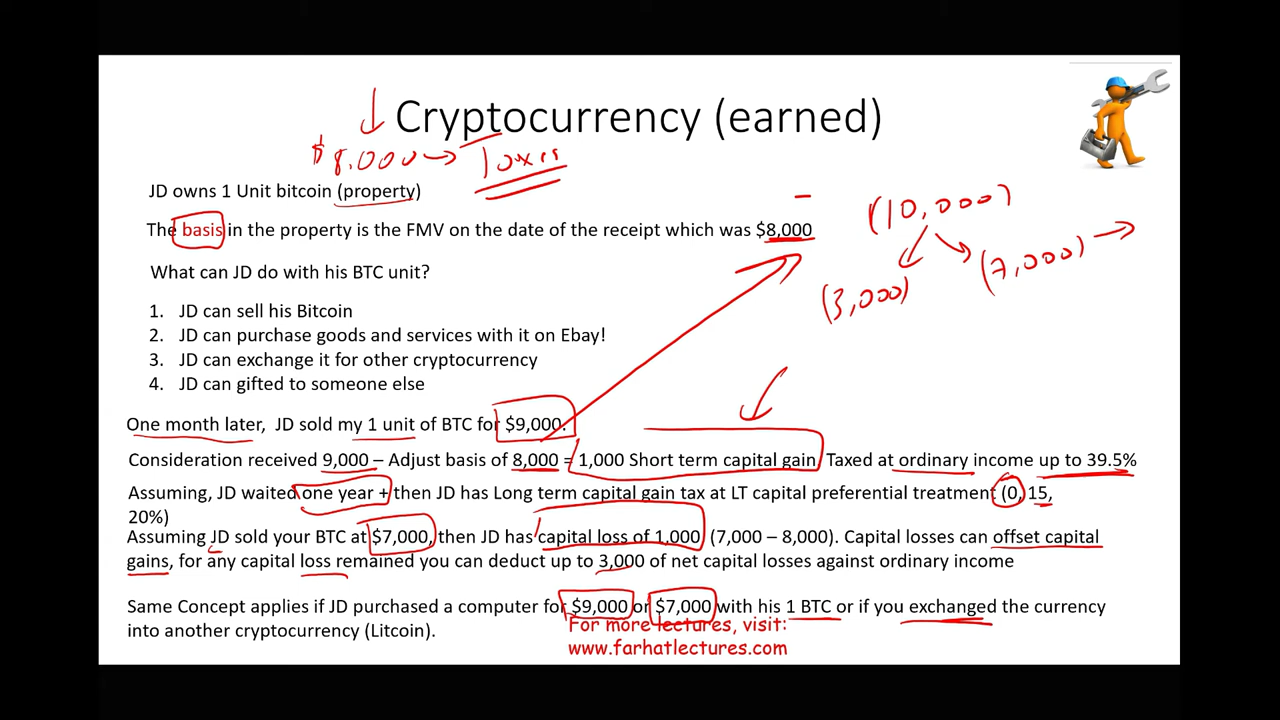 Cryptocurrency (earned)
$8,000 → Taxes
JD owns 1 Unit bitcoin (property)
(10,000)
The basis in the property is the FMV on the date of the receipt which was $8,000
(7,000) →
What can JD do with his BTC unit?
(3,000)
1. JD can sell his Bitcoin
2. JD can purchase goods and services with it on Ebay!
3. JD can exchange it for other cryptocurrency
4. JD can gifted to someone else
One month later, JD sold my 1 unit of BTC for $9,000.
Consideration received 9,000 – Adjust basis of 8,000 = 1,000 Short term capital gain. Taxed at ordinary income up to 39.5%
Assuming, JD waited one year + then JD has Long term capital gain tax at LT capital preferential treatment (0, 15,
20%)
Assuming JD sold your BTC at $7,000, then JD has capital loss of 1,000 (7,000 – 8,000). Capital losses can offset capital
gains, for any capital loss remained you can deduct up to 3,000 of net capital losses against ordinary income
Same Concept applies if JD purchased a computer for $9,000 or $7,000 with his 1 BTC or if you exchanged the currency
into another cryptocurrency (Litcoin).
For more lectures, visit:
www.farhatlectures.com